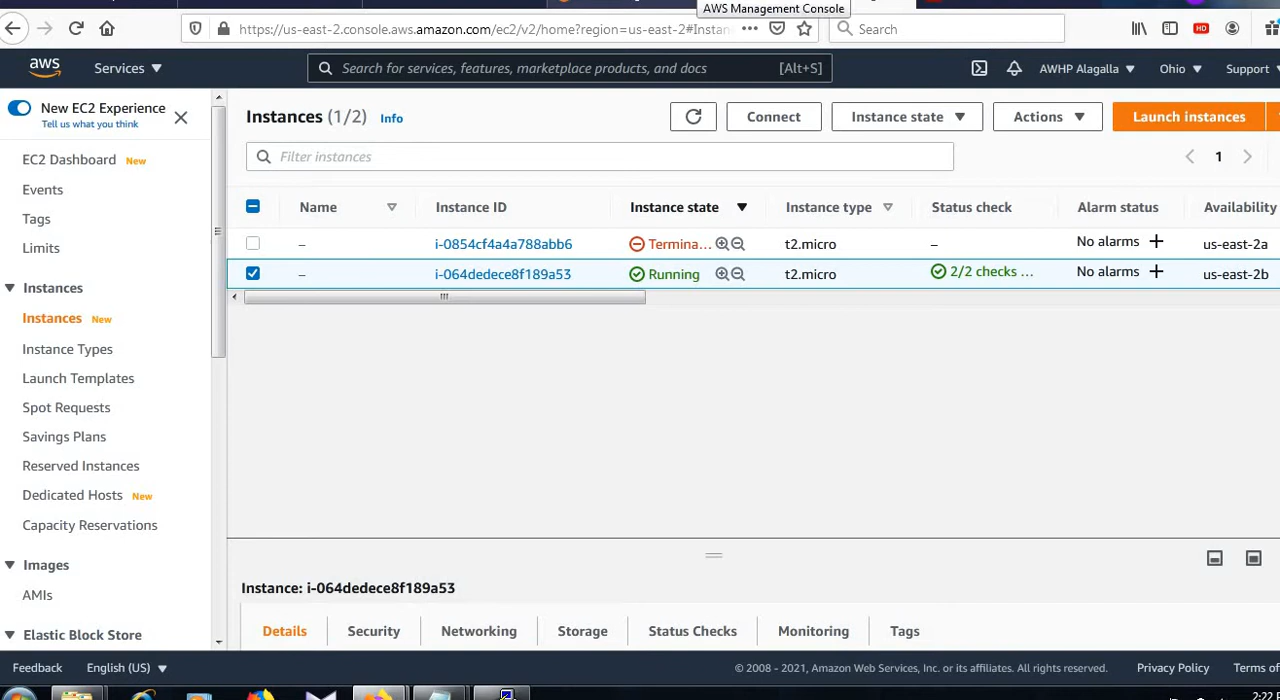 AWS Management Console
https://us-east-2.console.aws.amazon.com/ec2/v2/home?region=us-east-2#Instan
Search
HD
aws
Services
Search for services, features, marketplace products, and docs
[Alt+S]
AWHP Alagalla
Ohio
Support
New EC2 Experience
Tell us what you think
EC2 Dashboard New
Events
Tags
Limits
Instances
Instances New
Instance Types
Launch Templates
Spot Requests
Savings Plans
Reserved Instances
Dedicated Hosts New
Capacity Reservations
Images
AMIs
Elastic Block Store
Instances (1/2) Info
Connect
Instance state
Actions
Launch instances
Filter instances
1
Name Instance ID Instance state Instance type Status check Alarm status Availability
– i-0854cf4a4a788abb6 Termina... t2.micro – No alarms + us-east-2a
– i-064dedece8f189a53 Running t2.micro 2/2 checks ... No alarms + us-east-2b
Instance: i-064dedece8f189a53
Details Security Networking Storage Status Checks Monitoring Tags
Feedback English (US) © 2008 - 2021, Amazon Web Services, Inc. or its affiliates. All rights reserved. Privacy Policy Terms of
2:22